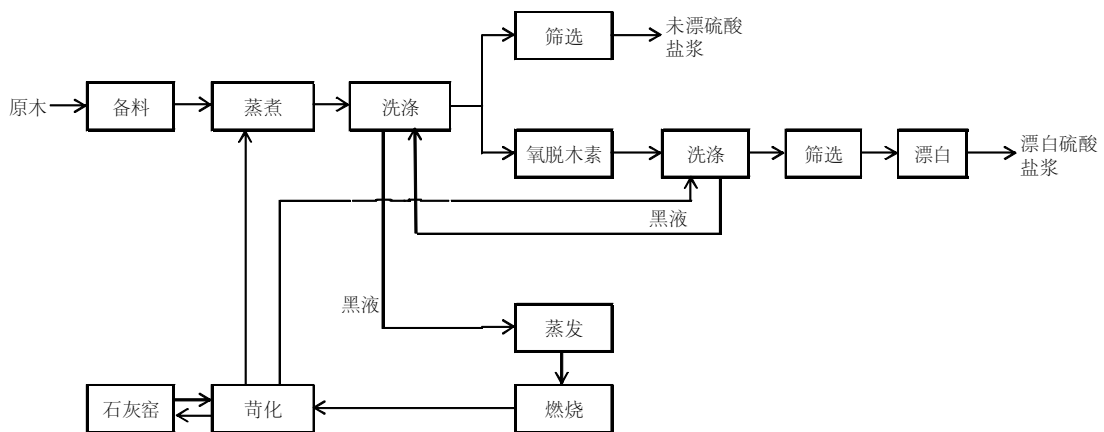 筛选
未漂硫酸
盐浆
原木
备料
蒸煮
洗涤
氧脱木素
洗涤
筛选
漂白
漂白硫酸
盐浆
黑液
黑液
蒸发
石灰窑
苛化
燃烧